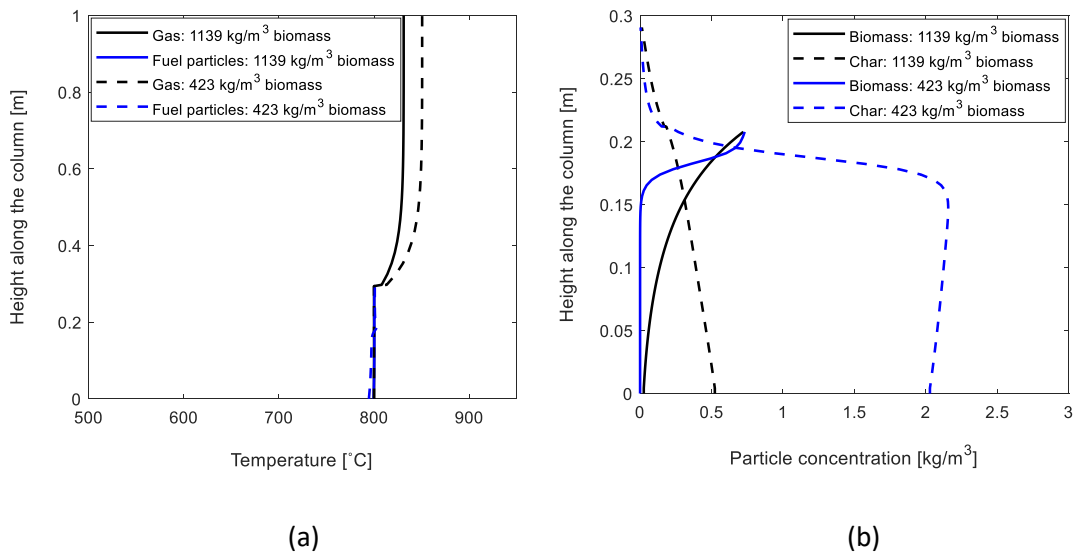 1
0.8
0.6
0.4
0.2
0
500
600
700
800
900
Height along the column [m]
Temperature [˚C]
Gas: 1139 kg/m³ biomass
Fuel particles: 1139 kg/m³ biomass
Gas: 423 kg/m³ biomass
Fuel particles: 423 kg/m³ biomass
(a)
0.3
0.25
0.2
0.15
0.1
0.05
0
0
0.5
1
1.5
2
2.5
3
Height along the column [m]
Particle concentration [kg/m³]
Biomass: 1139 kg/m³ biomass
Char: 1139 kg/m³ biomass
Biomass: 423 kg/m³ biomass
Char: 423 kg/m³ biomass
(b)